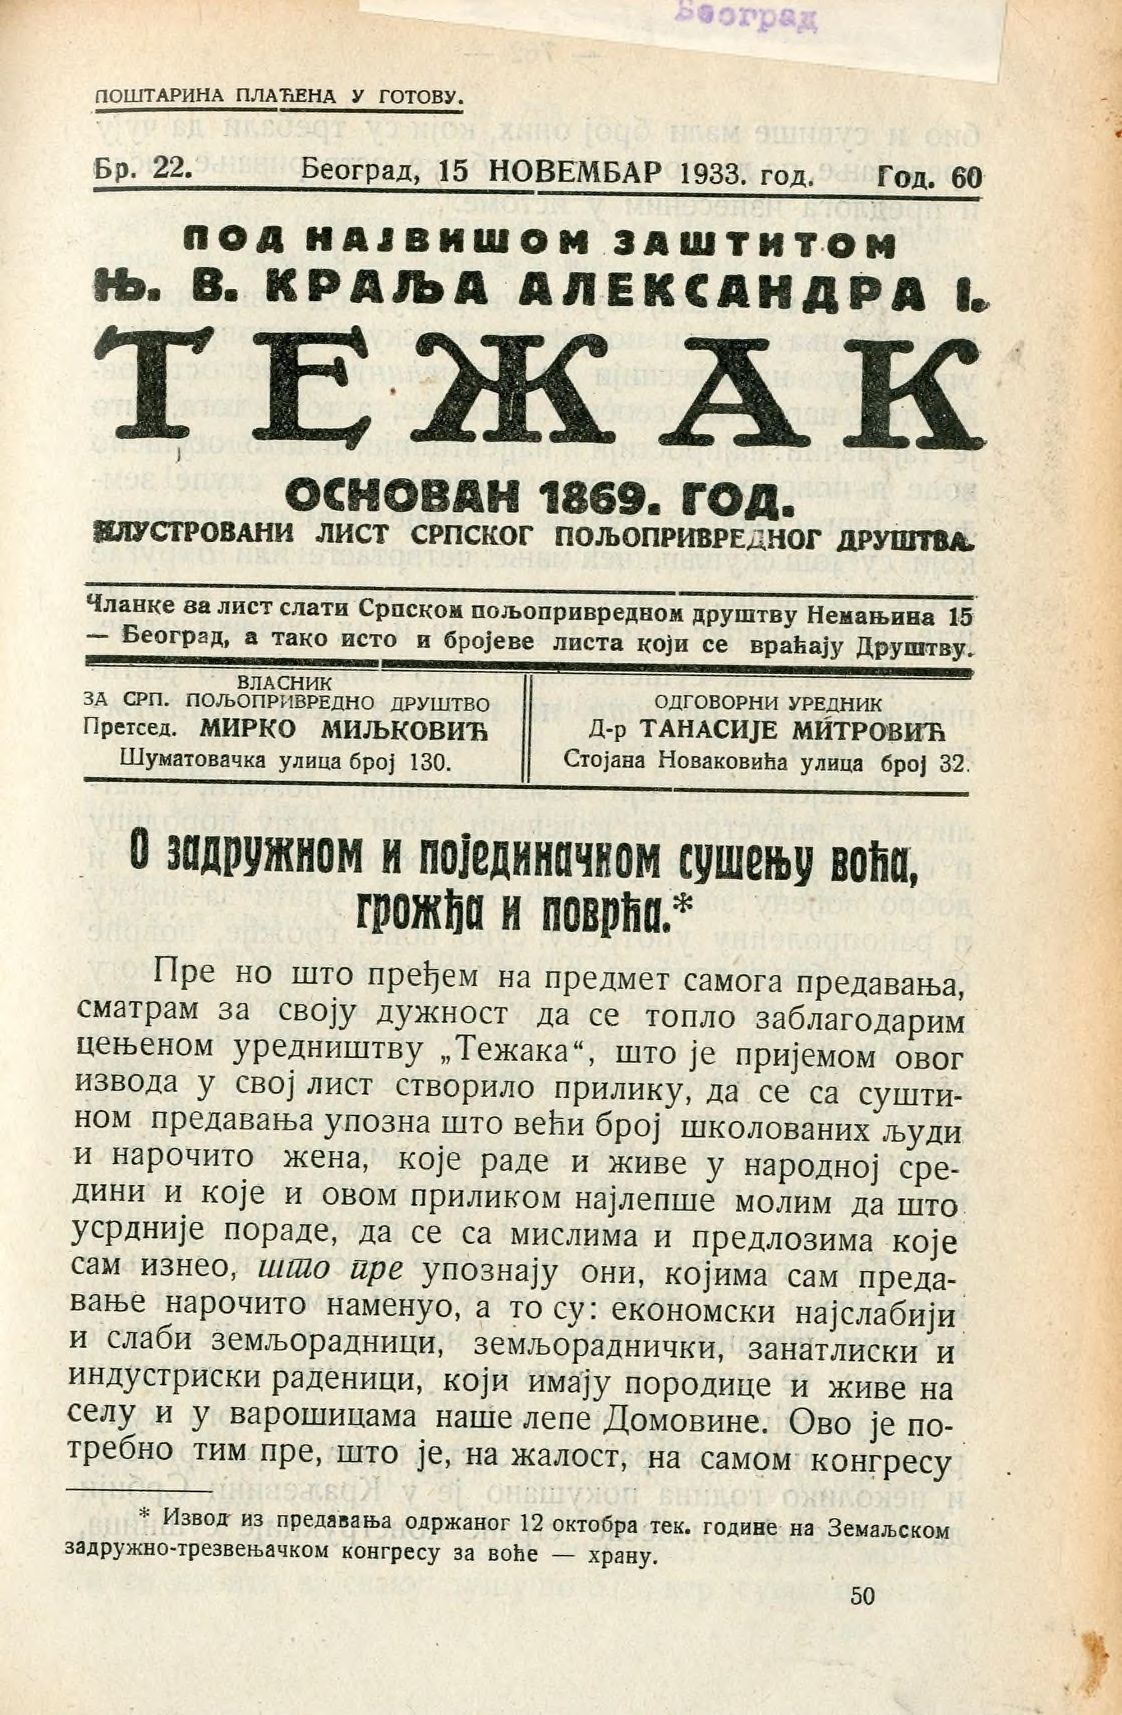 Београд
ПОШТАРИНА ПЛАЋЕНА У ГОТОВУ.
Бр. 22. Београд, 15 НОВЕМБАР 1933. год. Год. 60
ПОД НАЈВИШОМ ЗАШТИТОМ
Њ. В. КРАЉА АЛЕКСАНДРА I.
ТЕЖАК
ОСНОВАН 1869. ГОД.
ИЛУСТРОВАНИ ЛИСТ СРПСКОГ ПОЉОПРИВРЕДНОГ ДРУШТВА.
Чланке за лист слати Српском пољопривредном друштву Немањина 15
— Београд, а тако исто и бројеве листа који се враћају Друштву.
ВЛАСНИК
ЗА СРП. ПОЉОПРИВРЕДНО ДРУШТВО
Претсед. МИРКО МИЉКОВИЋ
Шуматовачка улица број 130.
ОДГОВОРНИ УРЕДНИК
Д-р ТАНАСИЈЕ МИТРОВИЋ
Стојана Новаковића улица број 32.
О задружном и појединачном сушењу воћа,
грожђа и поврћа.*
Пре но што пређем на предмет самога предавања,
сматрам за своју дужност да се топло заблагодарим
цењеном уредништву „Тежака“, што је пријемом овог
извода у свој лист створило прилику, да се са сушти-
ном предавања упозна што већи број школованих људи
и нарочито жена, које раде и живе у народној сре-
дини и које и овом приликом најлепше молим да што
усрдније пораде, да се са мислима и предлозима које
сам изнео, што пре упознају они, којима сам преда-
вање нарочито наменуо, а то су: економски најслабији
и слаби земљорадници, земљораднички, занатлиски и
индустриски раденици, који имају породице и живе на
селу и у варошицама наше лепе Домовине. Ово је по-
требно тим пре, што је, на жалост, на самом конгресу
* Извод из предавања одржаног 12 октобра тек. године на Земаљском
задружно-трезвењачком конгресу за воће — храну.
50